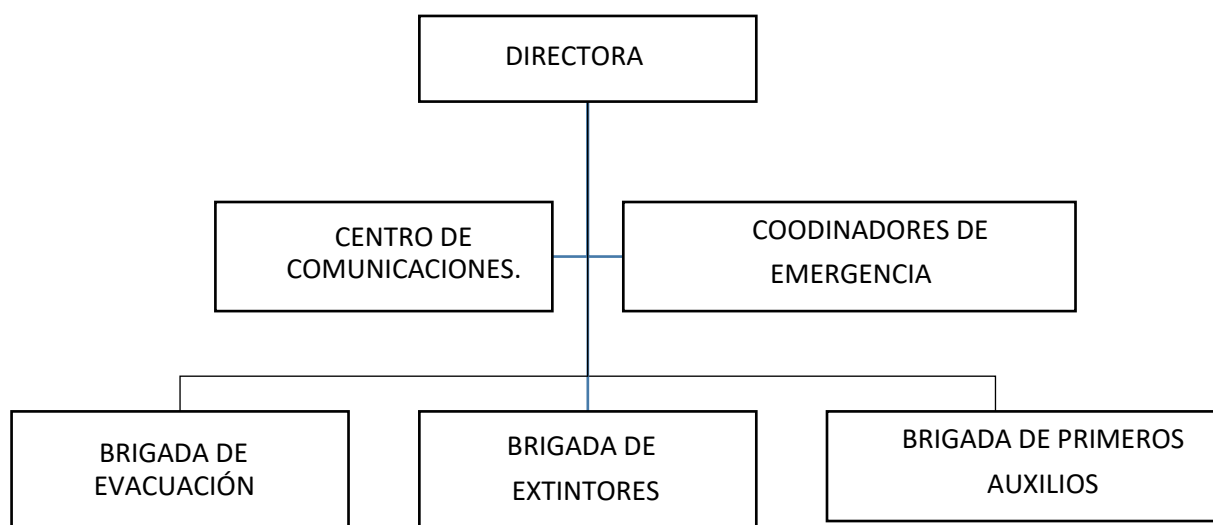 DIRECTORA
CENTRO DE
COMUNICACIONES.
COODINADORES DE
EMERGENCIA
BRIGADA DE
EVACUACIÓN
BRIGADA DE
EXTINTORES
BRIGADA DE PRIMEROS
AUXILIOS